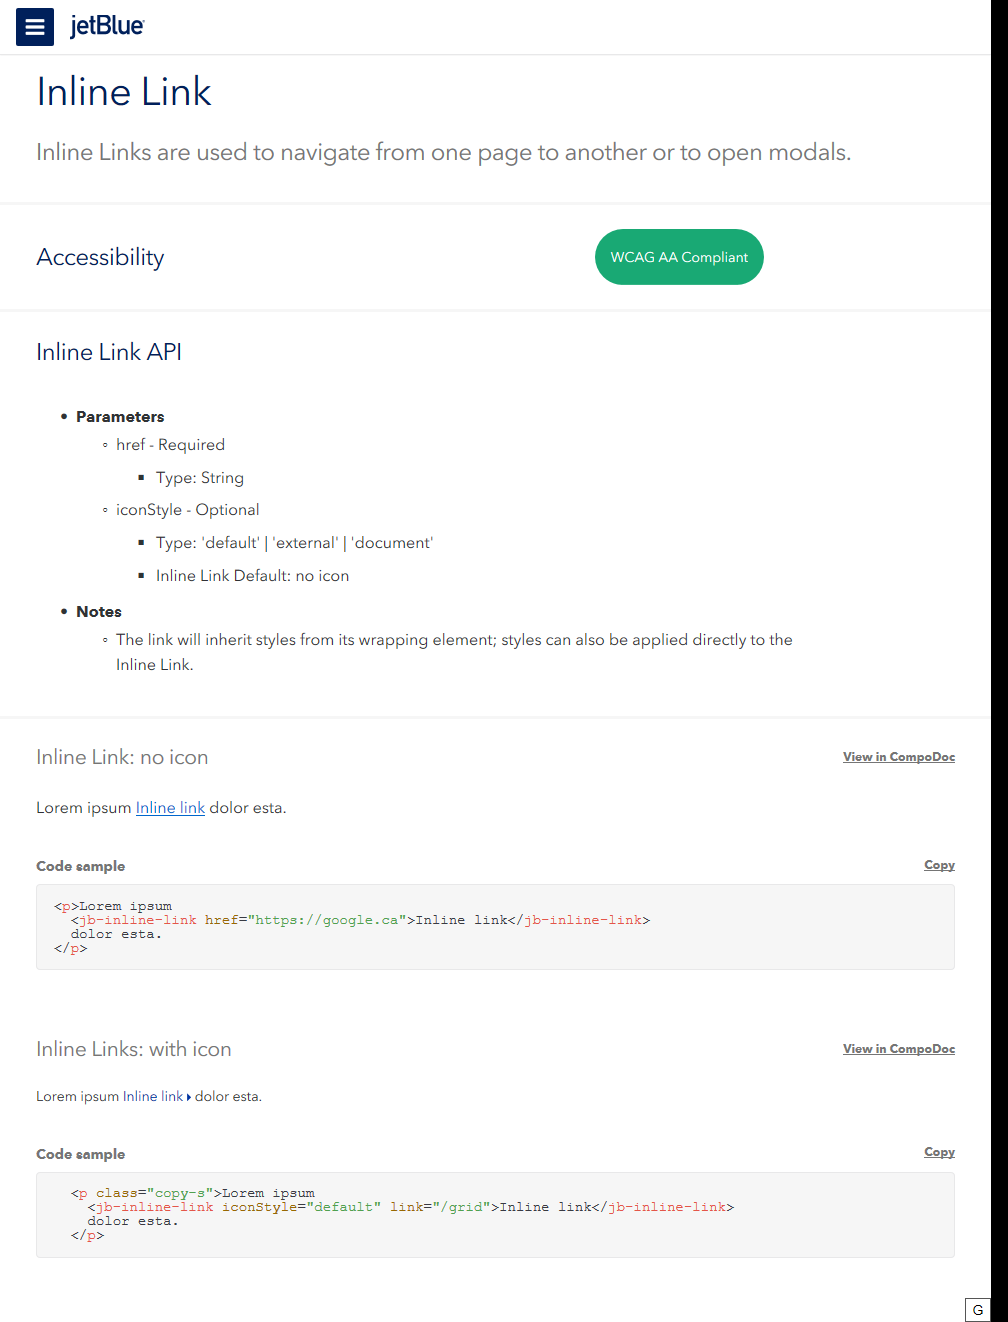 jetBlue
Inline Link
Inline Links are used to navigate from one page to another or to open modals.
Accessibility
WCAG AA Compliant
Inline Link API
• Parameters
◦ href - Required
▪ Type: String
◦ iconStyle - Optional
▪ Type: 'default' | 'external' | 'document'
▪ Inline Link Default: no icon
• Notes
◦ The link will inherit styles from its wrapping element; styles can also be applied directly to the
Inline Link.
Inline Link: no icon
View in CompoDoc
Lorem ipsum Inline link dolor esta.
Code sample
Copy
<p>Lorem ipsum
<jb-inline-link href="https://google.ca">Inline link</jb-inline-link>
dolor esta.
</p>
Inline Links: with icon
View in CompoDoc
Lorem ipsum Inline link dolor esta.
Code sample
Copy
<p class="copy-s">Lorem ipsum
<jb-inline-link iconStyle="default" link="/grid">Inline link</jb-inline-link>
dolor esta.
</p>
G